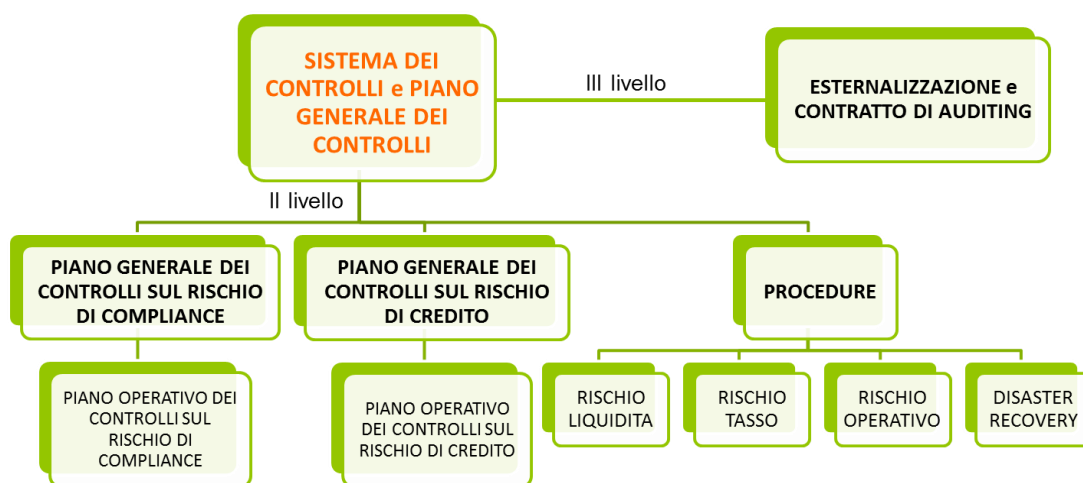 SISTEMA DEI
CONTROLLI e PIANO
GENERALE DEI
CONTROLLI
III livello
ESTERNALIZZAZIONE e
CONTRATTO DI AUDITING
II livello
PIANO GENERALE DEI
CONTROLLI SUL RISCHIO
DI COMPLIANCE
PIANO GENERALE DEI
CONTROLLI SUL RISCHIO
DI CREDITO
PROCEDURE
PIANO OPERATIVO DEI
CONTROLLI SUL
RISCHIO DI
COMPLIANCE
PIANO OPERATIVO
DEI CONTROLLI SUL
RISCHIO DI CREDITO
RISCHIO
LIQUIDITA
RISCHIO
TASSO
RISCHIO
OPERATIVO
DISASTER
RECOVERY